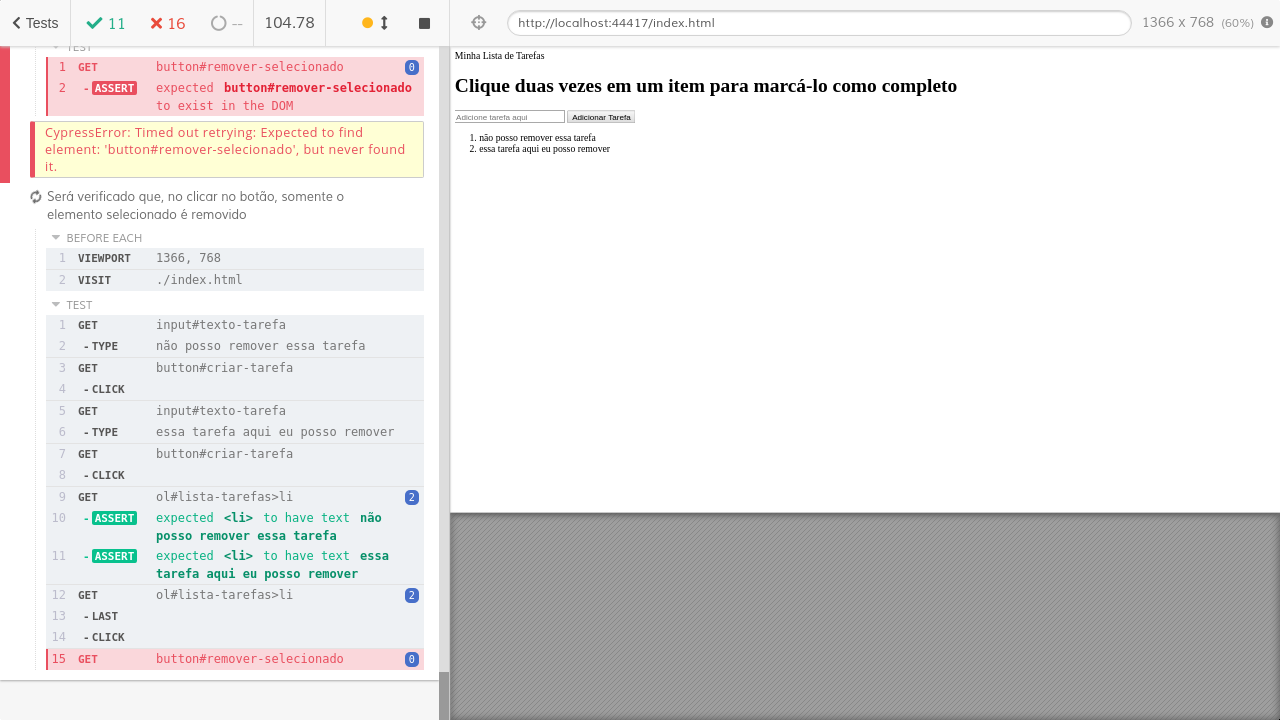 Tests
11
16
--
104.78
http://localhost:44417/index.html
1366 x 768 (60%)
TEST
1 GET button#remover-selecionado 0
2 - ASSERT expected button#remover-selecionado
to exist in the DOM
CypressError: Timed out retrying: Expected to find
element: 'button#remover-selecionado', but never found
it.
Será verificado que, no clicar no botão, somente o
elemento selecionado é removido
BEFORE EACH
1 VIEWPORT 1366, 768
2 VISIT ./index.html
TEST
1 GET input#texto-tarefa
2 - TYPE não posso remover essa tarefa
3 GET button#criar-tarefa
4 - CLICK
5 GET input#texto-tarefa
6 - TYPE essa tarefa aqui eu posso remover
7 GET button#criar-tarefa
8 - CLICK
9 GET ol#lista-tarefas>li 2
10 - ASSERT expected <li> to have text não
posso remover essa tarefa
11 - ASSERT expected <li> to have text essa
tarefa aqui eu posso remover
12 GET ol#lista-tarefas>li 2
13 - LAST
14 - CLICK
15 GET button#remover-selecionado 0
Minha Lista de Tarefas
Clique duas vezes em um item para marcá-lo como completo
Adicione tarefa aqui Adicionar Tarefa
1. não posso remover essa tarefa
2. essa tarefa aqui eu posso remover